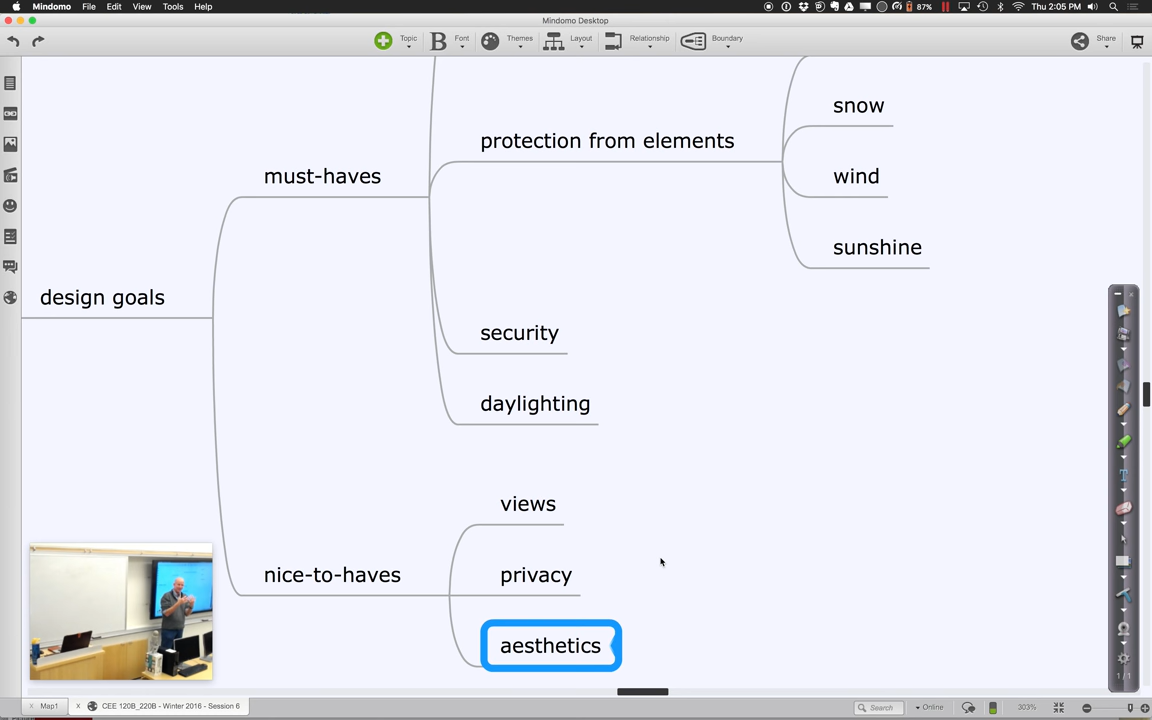 Mindomo File Edit View Tools Help
87% Thu 2:05 PM
Mindomo Desktop
Topic Font Themes Layout Relationship Boundary Share
snow
protection from elements
must-haves
wind
sunshine
design goals
security
daylighting
views
nice-to-haves
privacy
aesthetics
1 / 1
x Map1 x CEE 120B_220B - Winter 2016 - Session 6
Search Online 303%